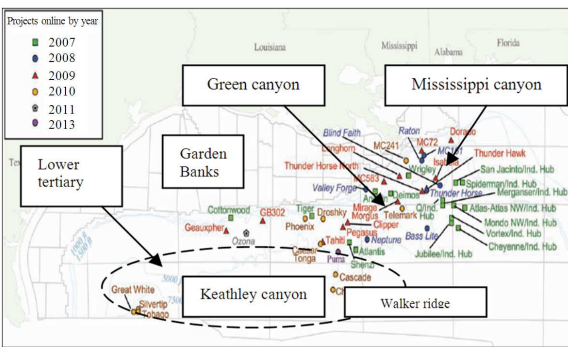 Projects online by year
2007
2008
2009
2010
2011
2013
Louisiana
Mississippi
Alabama
Florida
Green canyon
Mississippi canyon
Garden
Banks
Lower
tertiary
Keathley canyon
Walker ridge
Blind Faith
Raton
MC72
Dorado
Longhorn
MC241
Wrigley
Isabela
Thunder Horse North
Thunder Hawk
MC583
San Jacinto/Ind. Hub
Valley Forge
Deimos
Thunder Horse
Spiderman/Ind. Hub
Merganser/Ind. Hub
Cottonwood
GB302
Tiger
Droshky
Mirage
Morgus
Telemark
Q/Ind.
Hub
Atlas-Atlas NW/Ind. Hub
Phoenix
Clipper
Mondo NW/Ind. Hub
Geauxpher
Ozona
Pegasus
Bass Lite
Vortex/Ind. Hub
Tahiti
Neptune
Cheyenne/Ind. Hub
Tonga
Puma
Atlantis
Jubilee/Ind. Hub
Shenzi
Cascade
Great White
Silvertip
Tobago